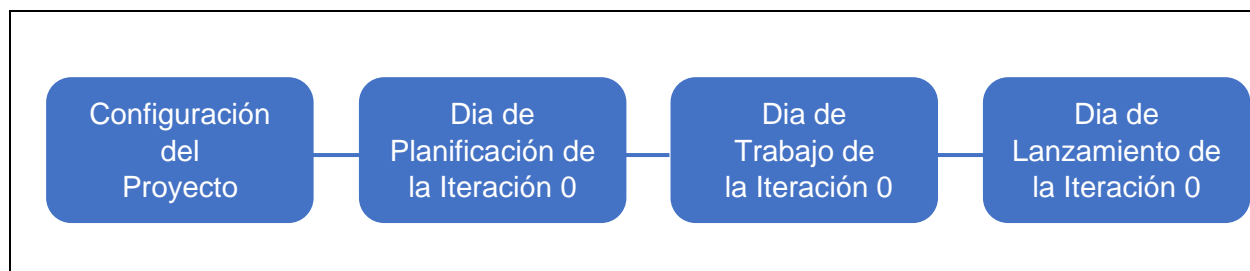 Configuración
del
Proyecto
Dia de
Planificación de
la Iteración 0
Dia de
Trabajo de
la Iteración 0
Dia de
Lanzamiento de
la Iteración 0